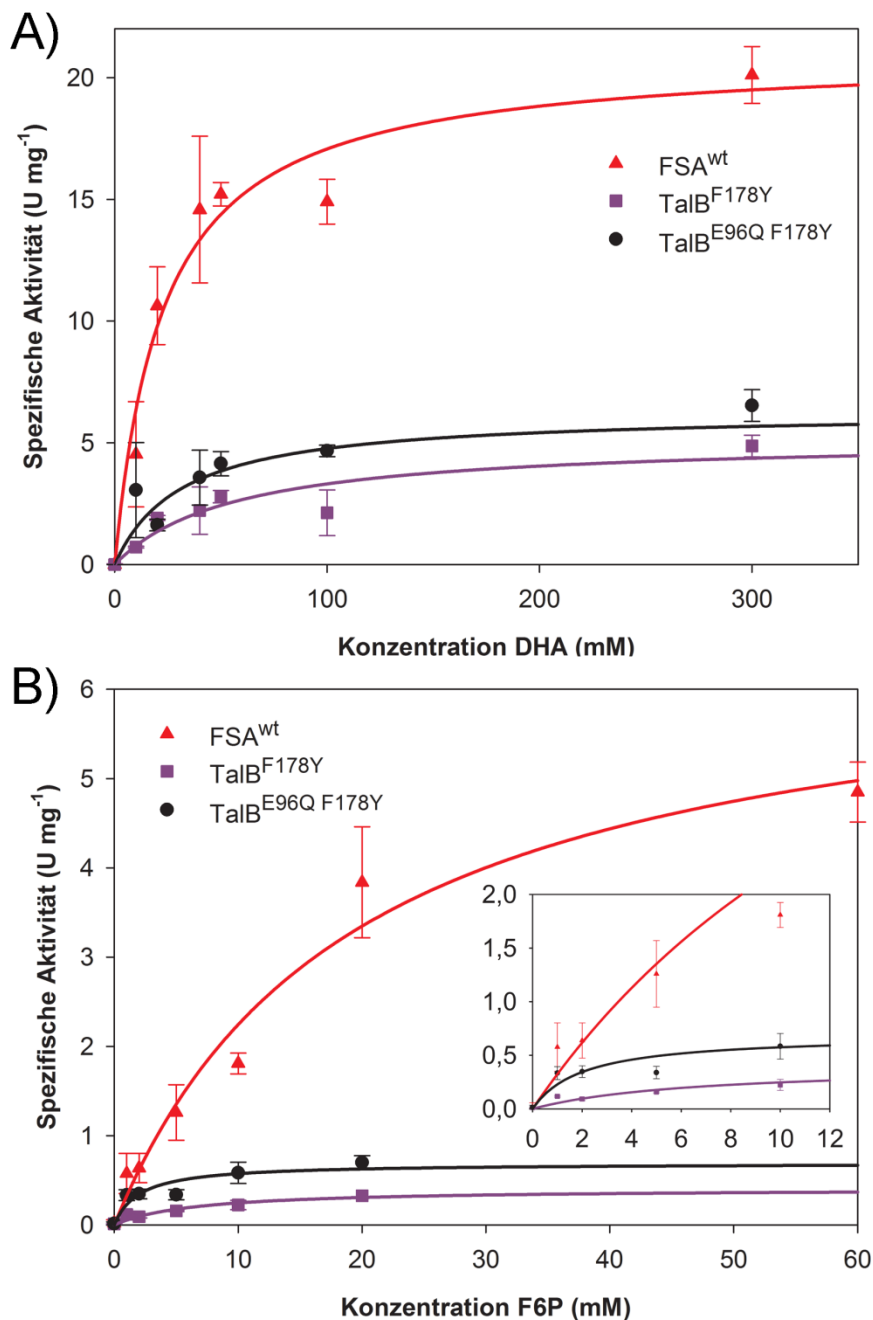 A)
Spezifische Aktivität (U mg⁻¹)
20
15
10
5
0
FSAʷᵗ
TalBF178Y
TalBE96Q F178Y
0 100 200 300
Konzentration DHA (mM)
B)
Spezifische Aktivität (U mg⁻¹)
6
5
4
3
2
1
0
FSAʷᵗ
TalBF178Y
TalBE96Q F178Y
2,0
1,5
1,0
0,5
0,0
0 2 4 6 8 10 12
0 10 20 30 40 50 60
Konzentration F6P (mM)